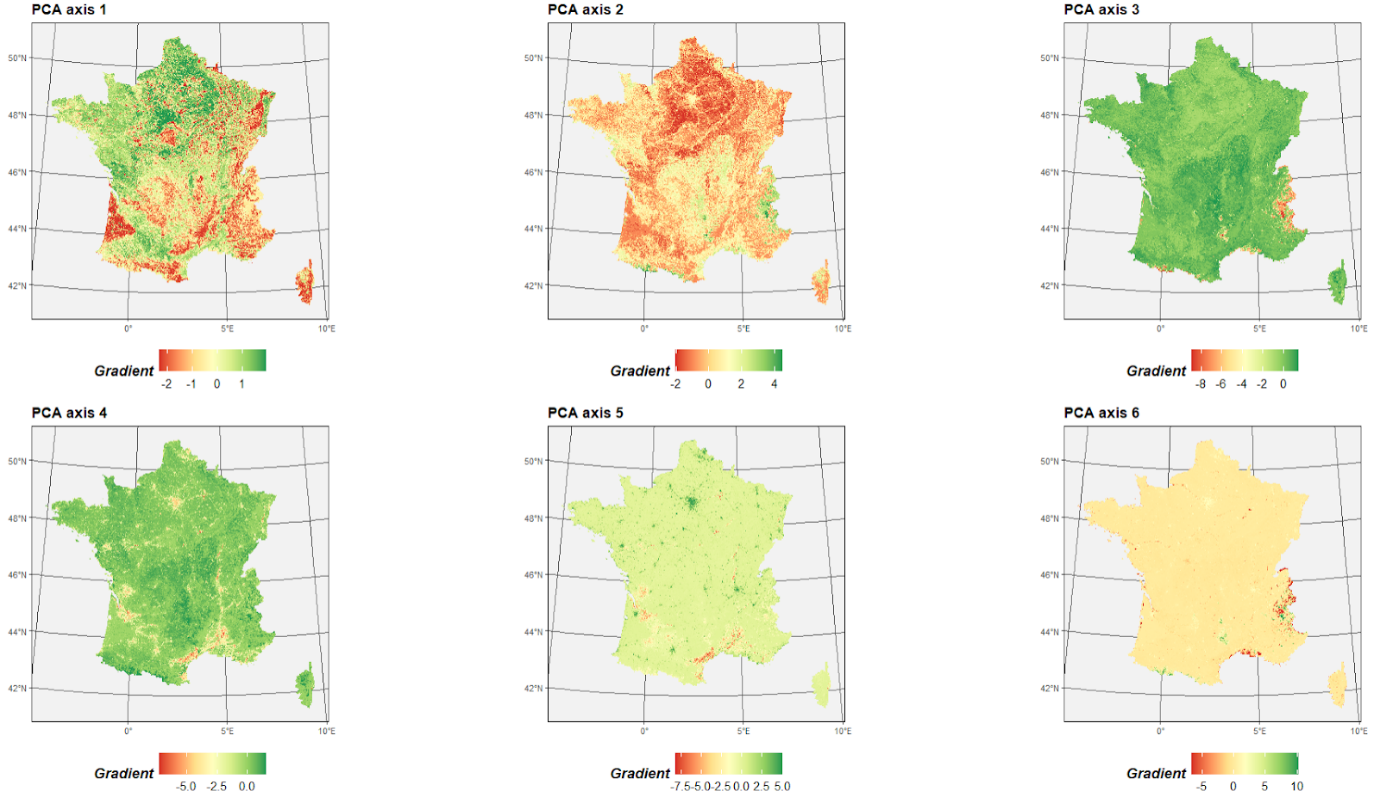 PCA axis 1
PCA axis 2
PCA axis 3
50°N
48°N
46°N
44°N
42°N
0°
5°E
10°E
50°N
48°N
46°N
44°N
42°N
0°
5°E
10°E
50°N
48°N
46°N
44°N
42°N
0°
5°E
10°E
Gradient
-2 -1 0 1
Gradient
-2 0 2 4
Gradient
-8 -6 -4 -2 0
PCA axis 4
PCA axis 5
PCA axis 6
50°N
48°N
46°N
44°N
42°N
0°
5°E
10°E
50°N
48°N
46°N
44°N
42°N
0°
5°E
10°E
50°N
48°N
46°N
44°N
42°N
0°
5°E
10°E
Gradient
-5.0 -2.5 0.0
Gradient
-7.5 -5.0 -2.5 0.0 2.5 5.0
Gradient
-5 0 5 10